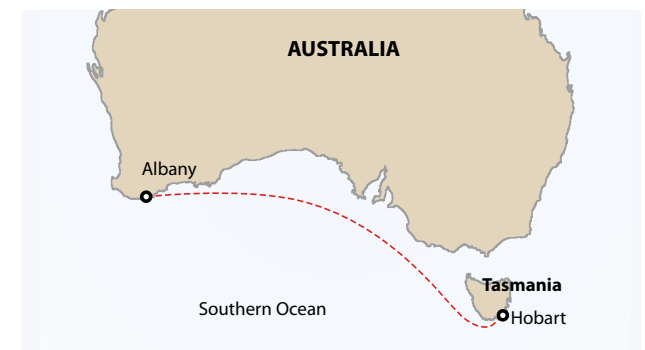 AUSTRALIA
Albany
Tasmania
Southern Ocean
Hobart